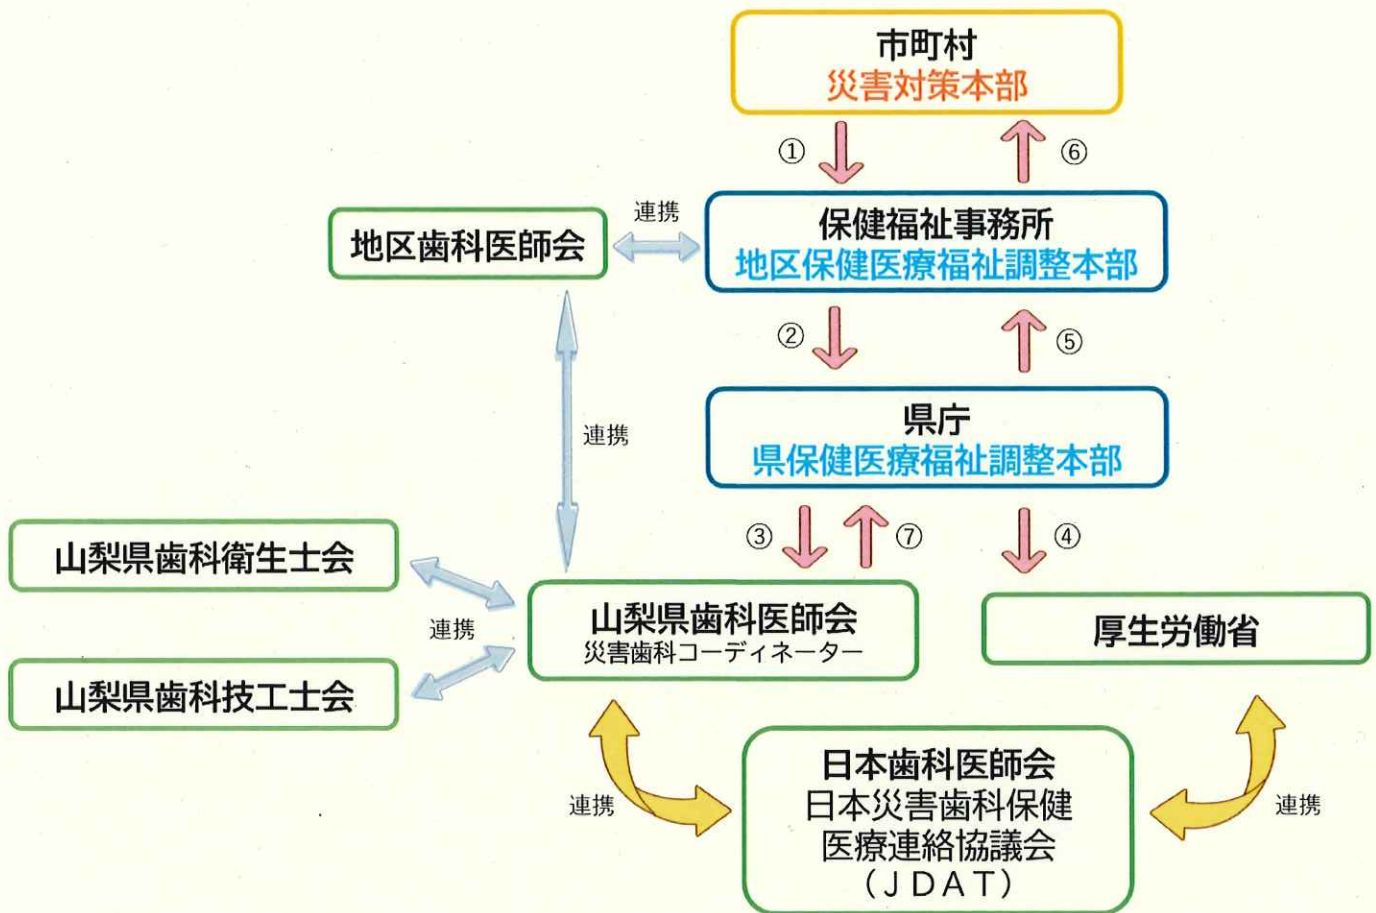 市町村
災害対策本部
①
⑥
保健福祉事務所
地区保健医療福祉調整本部
連携
地区歯科医師会
②
⑤
県庁
県保健医療福祉調整本部
連携
③
⑦
④
山梨県歯科衛生士会
山梨県歯科医師会
災害歯科コーディネーター
厚生労働省
連携
山梨県歯科技工士会
日本歯科医師会
日本災害歯科保健
医療連絡協議会
（ＪＤＡＴ）
連携
連携